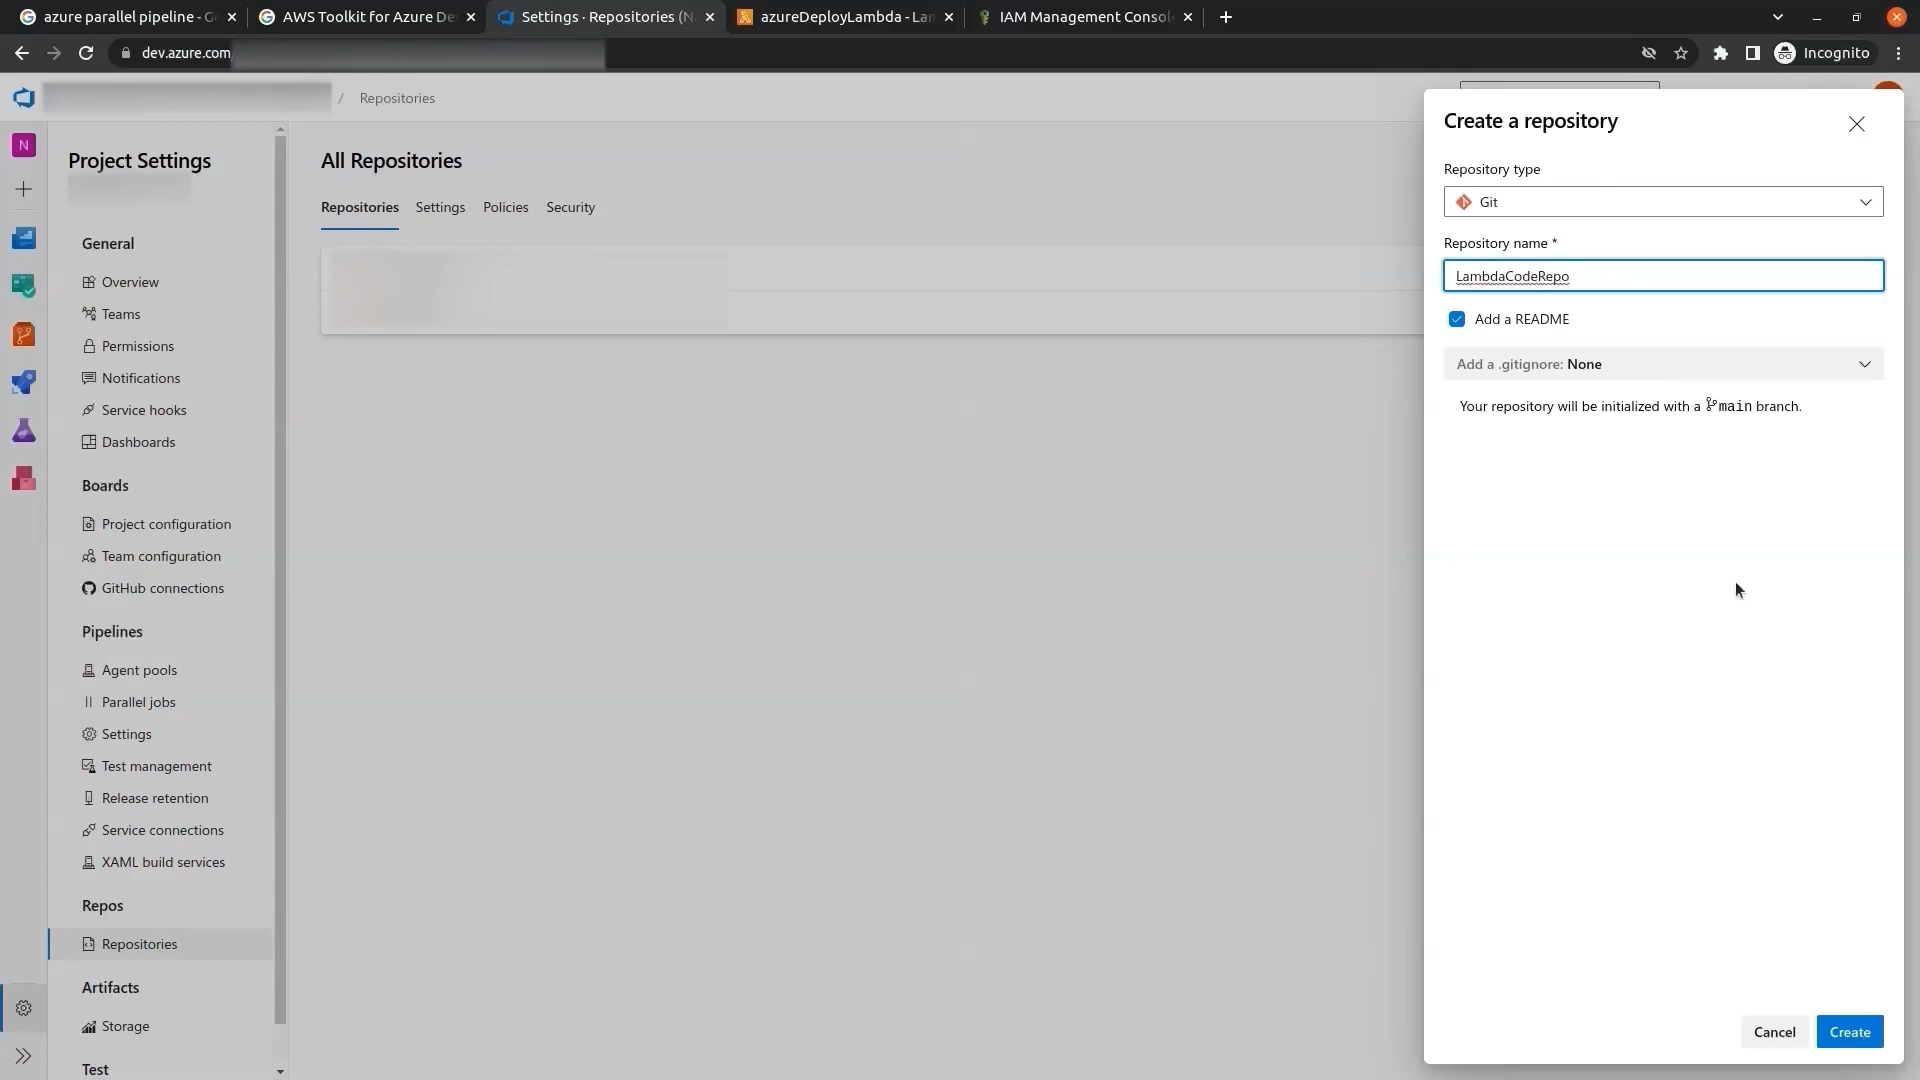 azure parallel pipeline - G
AWS Toolkit for Azure De
Settings · Repositories (N
azureDeployLambda - Lam
IAM Management Consol
dev.azure.com
Incognito
/ Repositories
N
Project Settings
General
Overview
Teams
Permissions
Notifications
Service hooks
Dashboards
Boards
Project configuration
Team configuration
GitHub connections
Pipelines
Agent pools
Parallel jobs
Settings
Test management
Release retention
Service connections
XAML build services
Repos
Repositories
Artifacts
Storage
Test
All Repositories
Repositories Settings Policies Security
Create a repository
Repository type
Git
Repository name *
LambdaCodeRepo
Add a README
Add a .gitignore: None
Your repository will be initialized with a main branch.
Cancel Create